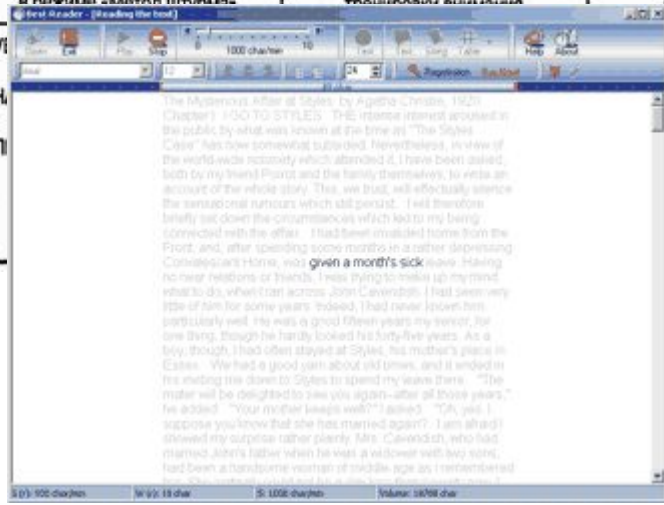 Best Reader - [Reading the text]
Open Exit Play Stop 0 1000 char/min 10 Text Text Song Table Help About
Arial 12 24 Registration Buy Now!
The Mysterious Affair at Styles, by Agatha Christie, 1920.
Chapter I. I GO TO STYLES THE intense interest aroused in
the public by what was known at the time as "The Styles
Case" has now somewhat subsided. Nevertheless, in view of
the world-wide notoriety which attended it, I have been asked,
both by my friend Poirot and the family themselves, to write an
account of the whole story. This, we trust, will effectually silence
the sensational rumours which still persist. I will therefore
briefly set down the circumstances which led to my being
connected with the affair. I had been invalided home from the
Front; and, after spending some months in a rather depressing
Convalescent Home, was given a month's sick leave. Having
no near relations or friends, I was trying to make up my mind
what to do, when I ran across John Cavendish. I had seen very
little of him for some years. Indeed, I had never known him
particularly well. He was a good fifteen years my senior, for
one thing, though he hardly looked his forty-five years. As a
boy, though, I had often stayed at Styles, his mother's place in
Essex. We had a good yarn about old times, and it ended in
his inviting me down to Styles to spend my leave there. "The
mater will be delighted to see you again--after all those years,"
he added. "Your mother keeps well?" I asked. "Oh, yes. I
suppose you know that she has married again?" I am afraid I
showed my surprise rather plainly. Mrs. Cavendish, who had
married John's father when he was a widower with two sons,
had been a handsome woman of middle-age as I remembered
S (r): 100 char/min W (r): 19 char S: 1000 char/min Volume: 18788 char